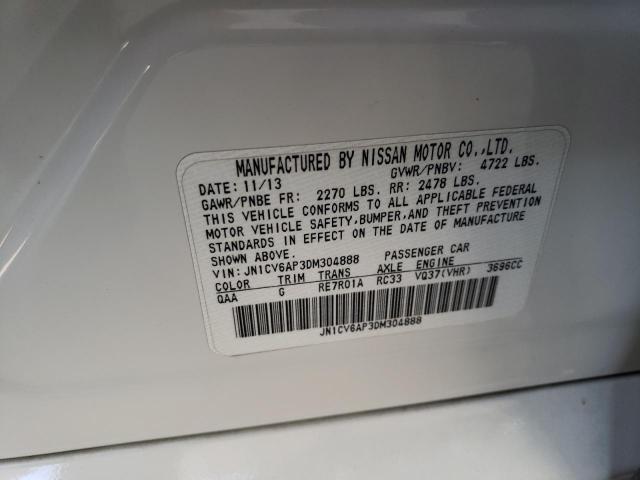 MANUFACTURED BY NISSAN MOTOR CO.,LTD.
DATE: 11/13 GVWR/PNBV: 4722 LBS.
GAWR/PNBE FR: 2270 LBS. RR: 2478 LBS.
THIS VEHICLE CONFORMS TO ALL APPLICABLE FEDERAL
MOTOR VEHICLE SAFETY,BUMPER,AND THEFT PREVENTION
STANDARDS IN EFFECT ON THE DATE OF MANUFACTURE
SHOWN ABOVE.
VIN: JN1CV6AP3DM304888 PASSENGER CAR
COLOR TRIM TRANS AXLE ENGINE
QAA G RE7R01A RC33 VQ37(VHR) 3696CC
JN1CV6AP3DM304888